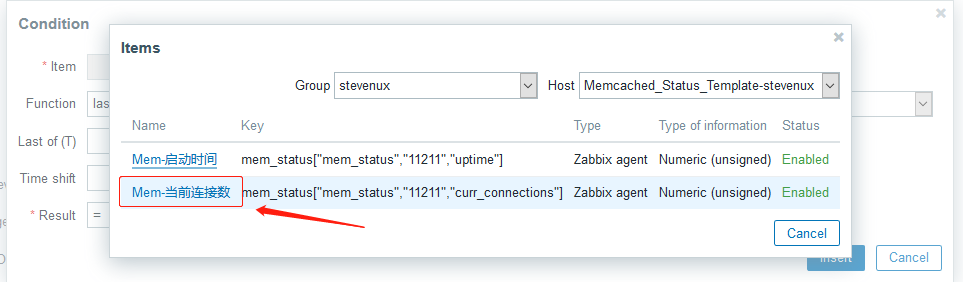 Condition
Items
* Item
Group stevenux Host Memcached_Status_Template-stevenux
Function las
Name Key Type Type of information Status
Last of (T)
Mem-启动时间 mem_status["mem_status","11211","uptime"] Zabbix agent Numeric (unsigned) Enabled
Time shift
Mem-当前连接数 mem_status["mem_status","11211","curr_connections"] Zabbix agent Numeric (unsigned) Enabled
* Result =
Cancel
Insert Cancel